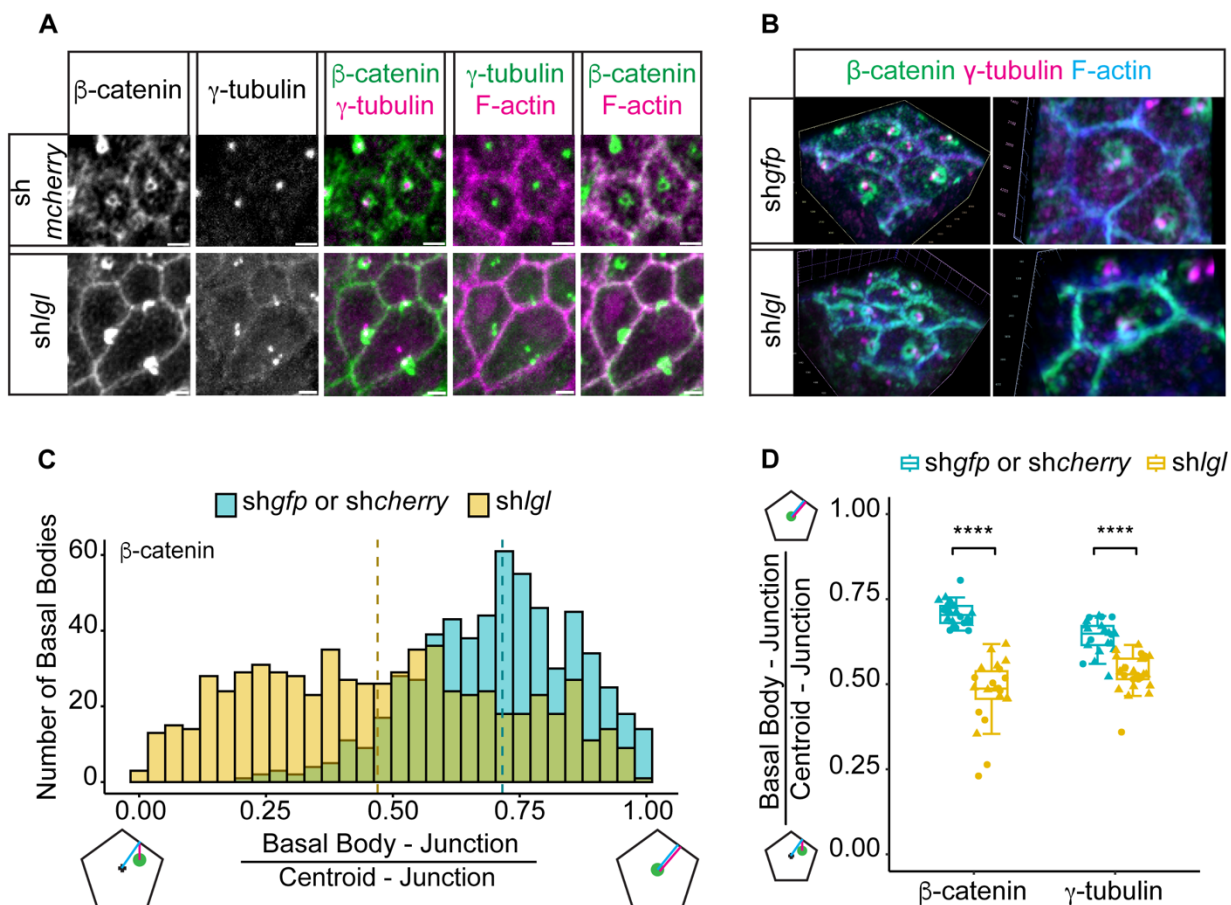 A
β-catenin
γ-tubulin
β-catenin
γ-tubulin
γ-tubulin
F-actin
β-catenin
F-actin
sh
mcherry
shlgl
B
β-catenin γ-tubulin F-actin
shgfp
shlgl
C
shgfp or shcherry shlgl
β-catenin
Number of Basal Bodies
60
40
20
0
0.00 0.25 0.50 0.75 1.00
Basal Body - Junction
Centroid - Junction
D
shgfp or shcherry shlgl
Basal Body - Junction
Centroid - Junction
1.00
0.75
0.50
0.25
0.00
**** ****
β-catenin γ-tubulin